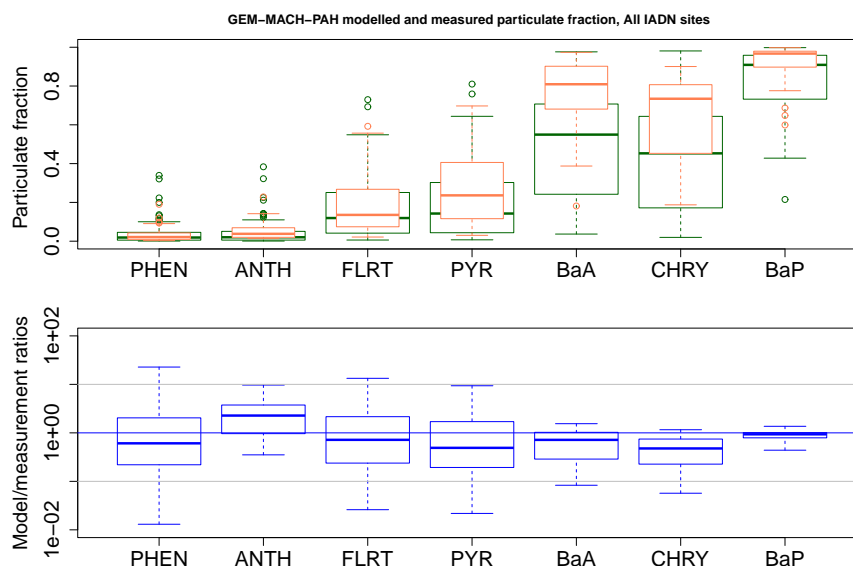 GEM−MACH−PAH modelled and measured particulate fraction, All IADN sites
Particulate fraction
0.8
0.4
0.0
PHEN ANTH FLRT PYR BaA CHRY BaP
Model/measurement ratios
1e+02
1e+00
1e−02
PHEN ANTH FLRT PYR BaA CHRY BaP